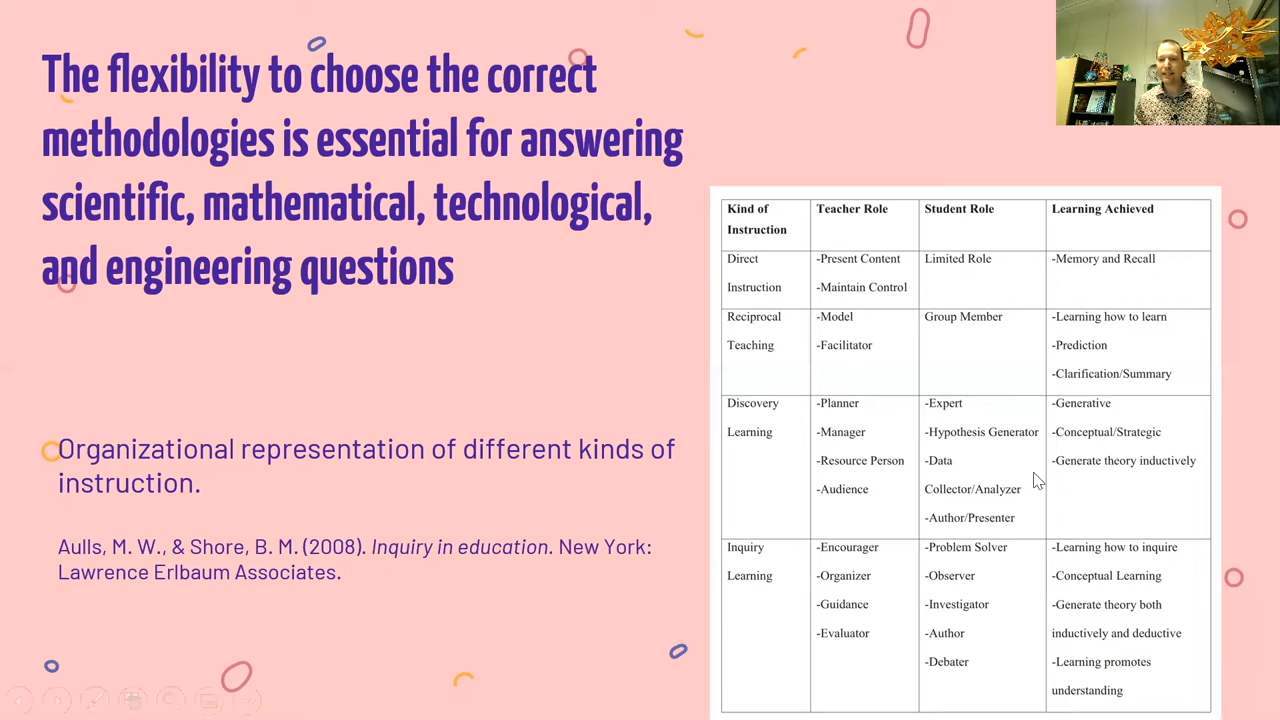 The flexibility to choose the correct
methodologies is essential for answering
scientific, mathematical, technological,
and engineering questions
Organizational representation of different kinds of
instruction.
Aulls, M. W., & Shore, B. M. (2008). Inquiry in education. New York:
Lawrence Erlbaum Associates.
Kind of Instruction | Teacher Role | Student Role | Learning Achieved
Direct Instruction | -Present Content -Maintain Control | Limited Role | -Memory and Recall
Reciprocal Teaching | -Model -Facilitator | Group Member | -Learning how to learn -Prediction -Clarification/Summary
Discovery Learning | -Planner -Manager -Resource Person -Audience | -Expert -Hypothesis Generator -Data Collector/Analyzer -Author/Presenter | -Generative -Conceptual/Strategic -Generate theory inductively
Inquiry Learning | -Encourager -Organizer -Guidance -Evaluator | -Problem Solver -Observer -Investigator -Author -Debater | -Learning how to inquire -Conceptual Learning -Generate theory both inductively and deductive -Learning promotes understanding